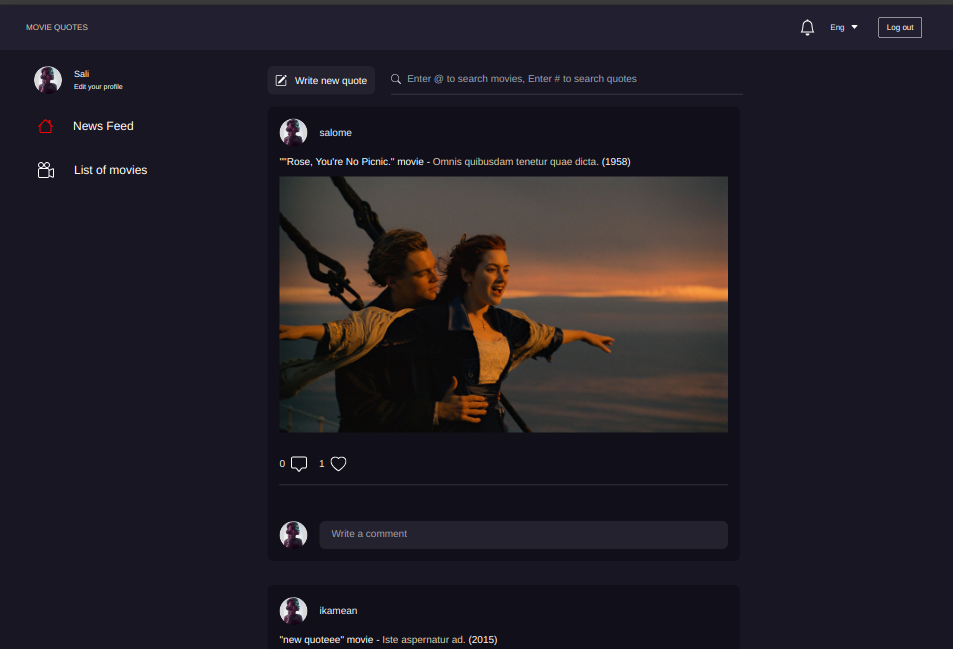 MOVIE QUOTES
Eng
Log out
Sali
Edit your profile
News Feed
List of movies
Write new quote
Enter @ to search movies, Enter # to search quotes
salome
""Rose, You're No Picnic." movie - Omnis quibusdam tenetur quae dicta. (1958)
0 1
Write a comment
ikamean
"new quoteee" movie - Iste aspernatur ad. (2015)